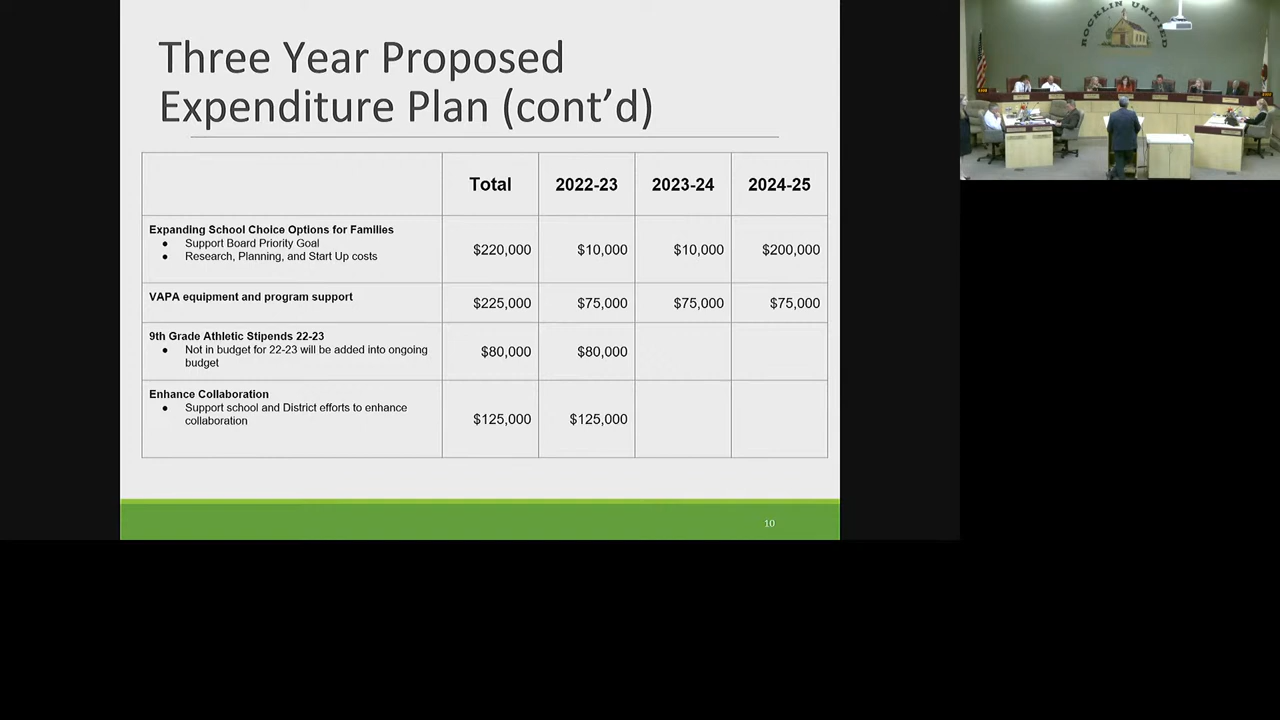 Three Year Proposed
Expenditure Plan (cont’d)
Total 2022-23 2023-24 2024-25
Expanding School Choice Options for Families
● Support Board Priority Goal
● Research, Planning, and Start Up costs
$220,000 $10,000 $10,000 $200,000
VAPA equipment and program support
$225,000 $75,000 $75,000 $75,000
9th Grade Athletic Stipends 22-23
● Not in budget for 22-23 will be added into ongoing
budget
$80,000 $80,000
Enhance Collaboration
● Support school and District efforts to enhance
collaboration
$125,000 $125,000
10
ROCKLIN UNIFIED